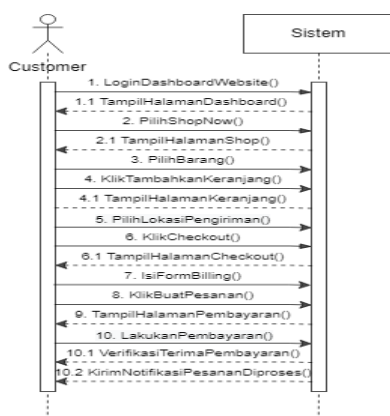 Sistem
Customer
1. LoginDashboardWebsite()
1.1 TampilHalamanDashboard()
2. PilihShopNow()
2.1 TampilHalamanShop()
3. PilihBarang()
4. KlikTambahkanKeranjang()
4.1 TampilHalamanKeranjang()
5. PilihLokasiPengiriman()
6. KlikCheckout()
6.1 TampilHalamanCheckout()
7. IsiFormBilling()
8. KlikBuatPesanan()
9. TampilHalamanPembayaran()
10. LakukanPembayaran()
10.1 VerifikasiTerimaPembayaran()
10.2 KirimNotifikasiPesananDiproses()